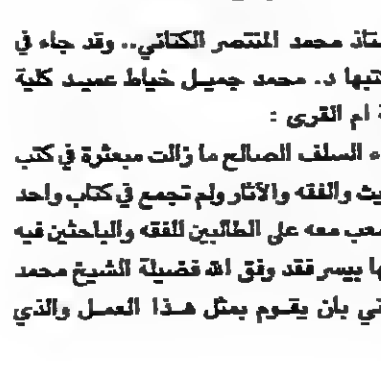 ستاذ محمد المنتصر الكتاني.. وقد جاء في
كتبها د. محمد جميل خياط عميد كلية
ام القرى :
ء السلف الصالح ما زالت مبعثرة في كتب
يث والفقه والآثار ولم تجمع في كتاب واحد
صعب معه على الطالبين للفقه والباحثين فيه
ها بيسر فقد وفق الله فضيلة الشيخ محمد
ني بان يقوم بمثل هذا العمل والذي